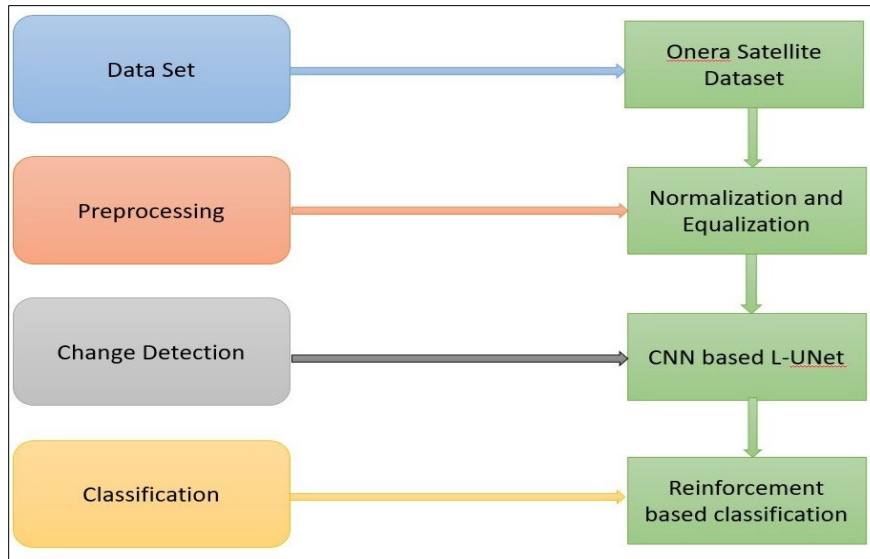 Data Set
Onera Satellite
Dataset
Preprocessing
Normalization and
Equalization
Change Detection
CNN based L-UNet
Classification
Reinforcement
based classification